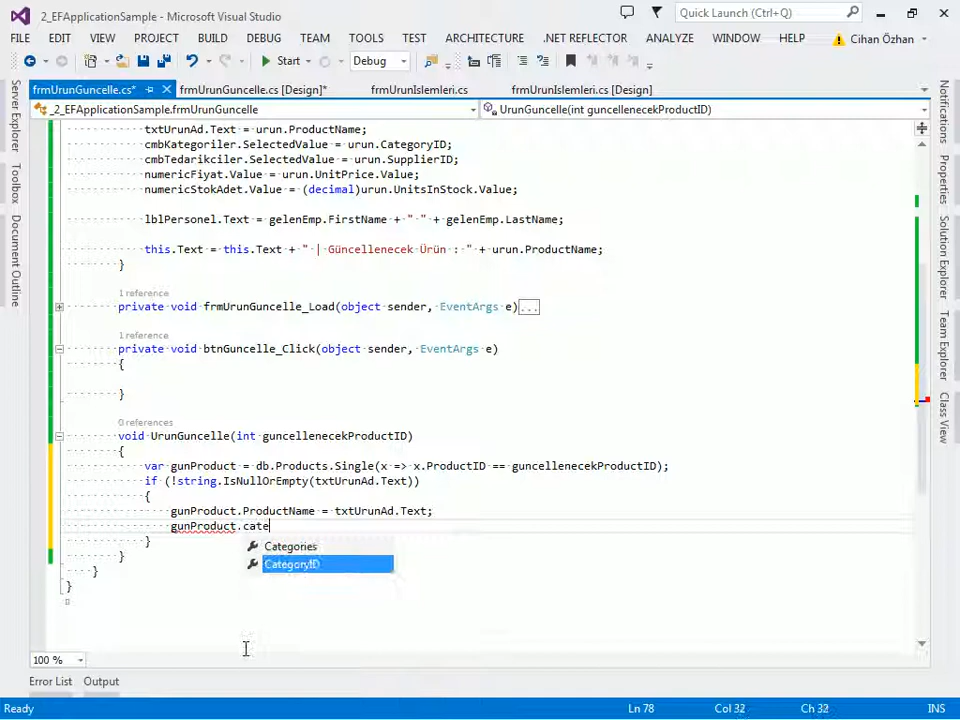 2_EFApplicationSample - Microsoft Visual Studio
Quick Launch (Ctrl+Q)
FILE EDIT VIEW PROJECT BUILD DEBUG TEAM TOOLS TEST ARCHITECTURE .NET REFLECTOR ANALYZE WINDOW HELP Cihan Özhan
Start Debug
frmUrunGuncelle.cs* frmUrunGuncelle.cs [Design]* frmUrunIslemleri.cs frmUrunIslemleri.cs [Design]
_2_EFApplicationSample.frmUrunGuncelle UrunGuncelle(int guncellenecekProductID)
Server Explorer
Toolbox
Document Outline
txtUrunAd.Text = urun.ProductName;
cmbKategoriler.SelectedValue = urun.CategoryID;
cmbTedarikciler.SelectedValue = urun.SupplierID;
numericFiyat.Value = urun.UnitPrice.Value;
numericStokAdet.Value = (decimal)urun.UnitsInStock.Value;
lblPersonel.Text = gelenEmp.FirstName + " " + gelenEmp.LastName;
this.Text = this.Text + " | Güncellenecek Ürün : " + urun.ProductName;
}
1 reference
private void frmUrunGuncelle_Load(object sender, EventArgs e)...
1 reference
private void btnGuncelle_Click(object sender, EventArgs e)
{
}
0 references
void UrunGuncelle(int guncellenecekProductID)
{
var gunProduct = db.Products.Single(x => x.ProductID == guncellenecekProductID);
if (!string.IsNullOrEmpty(txtUrunAd.Text))
{
gunProduct.ProductName = txtUrunAd.Text;
gunProduct.cate
}
Categories
}
CategoryID
}
}
Notifications
Properties
Solution Explorer
Team Explorer
Class View
100 %
Error List Output
Ready Ln 78 Col 32 Ch 32 INS